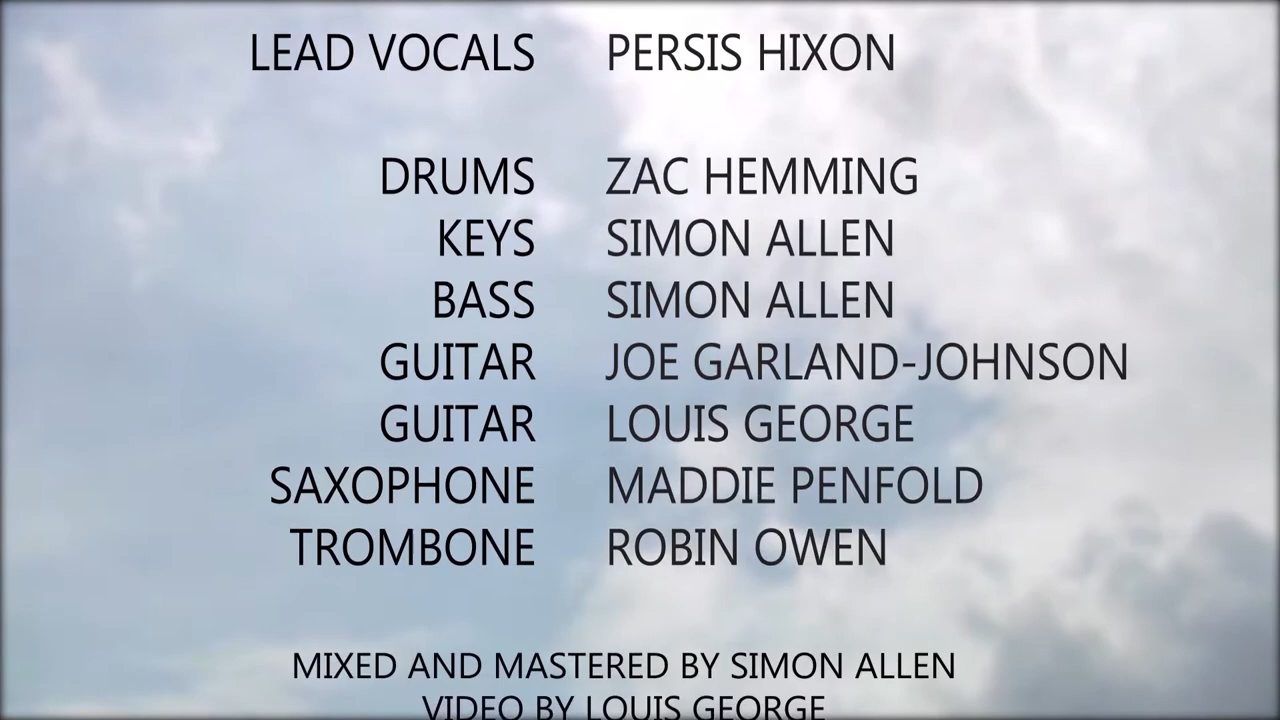 LEAD VOCALS PERSIS HIXON
DRUMS ZAC HEMMING
KEYS SIMON ALLEN
BASS SIMON ALLEN
GUITAR JOE GARLAND-JOHNSON
GUITAR LOUIS GEORGE
SAXOPHONE MADDIE PENFOLD
TROMBONE ROBIN OWEN
MIXED AND MASTERED BY SIMON ALLEN
VIDEO BY LOUIS GEORGE